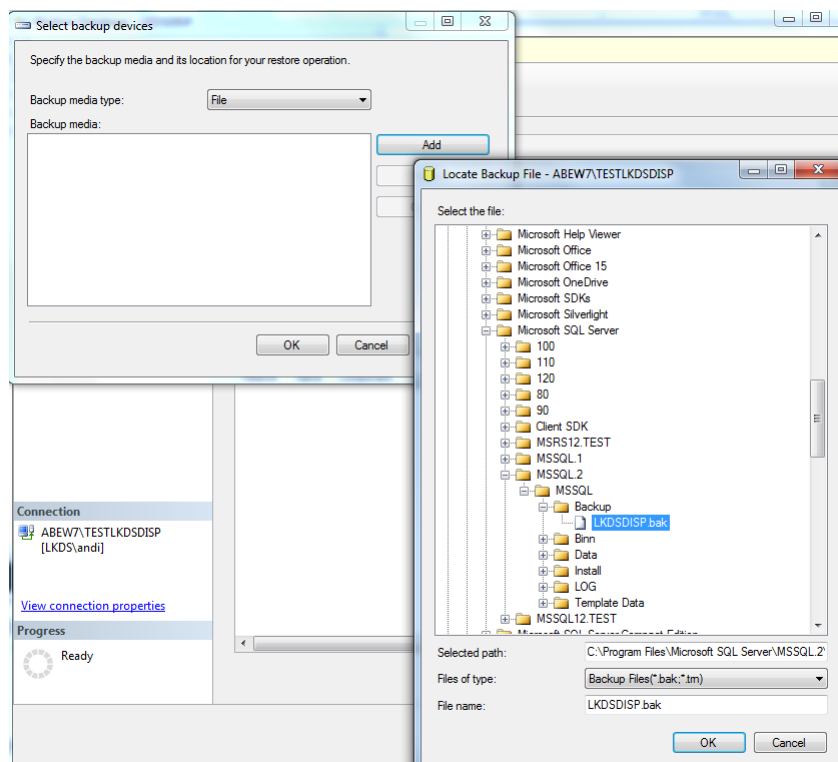 Select backup devices
Specify the backup media and its location for your restore operation.
Backup media type:
File
Backup media:
Add
OK
Cancel
Locate Backup File - ABEW7\TESTLKDSDISP
Select the file:
Microsoft Help Viewer
Microsoft Office
Microsoft Office 15
Microsoft OneDrive
Microsoft SDKs
Microsoft Silverlight
Microsoft SQL Server
100
110
120
80
90
Client SDK
MSRS12.TEST
MSSQL.1
MSSQL.2
MSSQL
Backup
LKDSDISP.bak
Binn
Data
Install
LOG
Template Data
MSSQL12.TEST
Microsoft SQL Server Compact Edition
Selected path:
C:\Program Files\Microsoft SQL Server\MSSQL.2\
Files of type:
Backup Files(*.bak;*.trn)
File name:
LKDSDISP.bak
OK
Cancel
Connection
ABEW7\TESTLKDSDISP
[LKDS\andi]
View connection properties
Progress
Ready